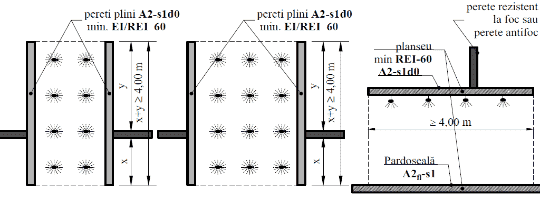 pereti plini A2-s1d0
min. EI/REI 60
y
x+y ≥ 4,00 m
x
pereti plini A2-s1d0
min. EI/REI 60
y
x+y ≥ 4,00 m
x
perete rezistent
la foc sau
perete antifoc
planseu
min REI-60
A2-s1d0
≥ 4,00 m
Pardoseală
A2fl-s1